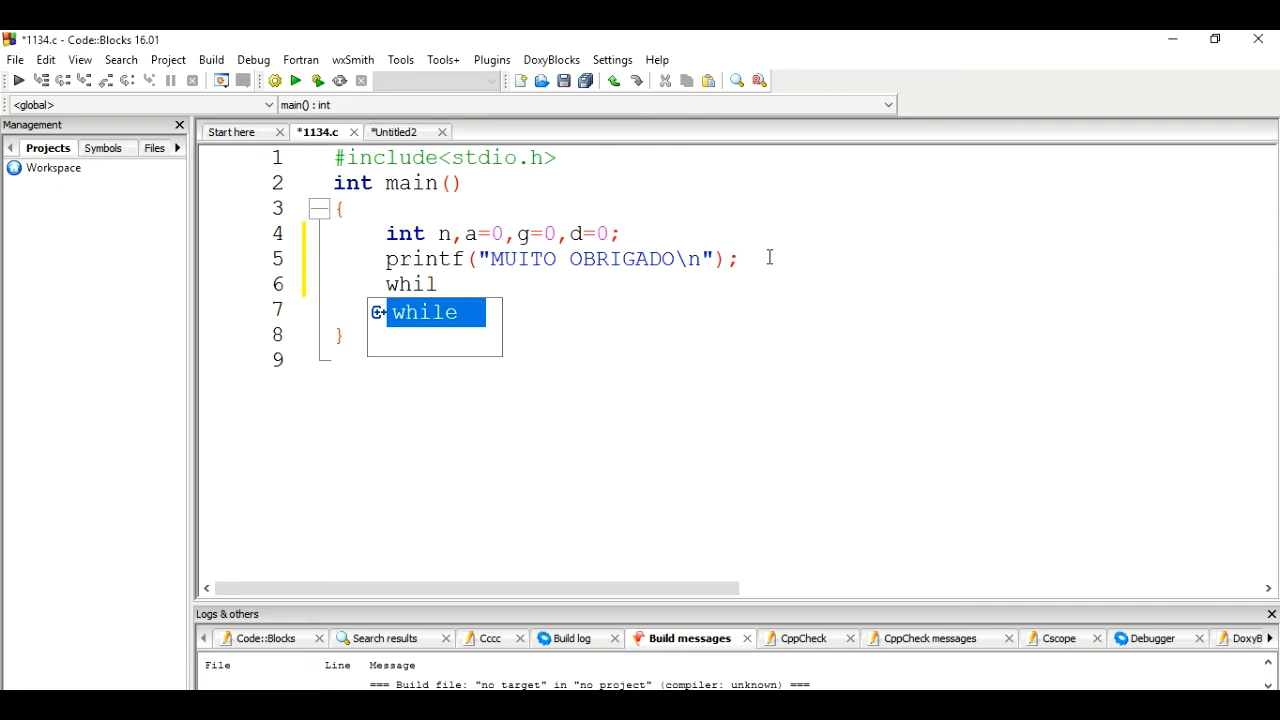 *1134.c - Code::Blocks 16.01
File Edit View Search Project Build Debug Fortran wxSmith Tools Tools+ Plugins DoxyBlocks Settings Help
<global> main() : int
Management
Projects Symbols Files
Workspace
Start here *1134.c *Untitled2
1 #include<stdio.h>
2 int main()
3 {
4 int n,a=0,g=0,d=0;
5 printf("MUITO OBRIGADO\n");
6 whil
7 while
8 }
9
Logs & others
Code::Blocks Search results Cccc Build log Build messages CppCheck CppCheck messages Cscope Debugger DoxyB
File Line Message
=== Build file: "no target" in "no project" (compiler: unknown) ===